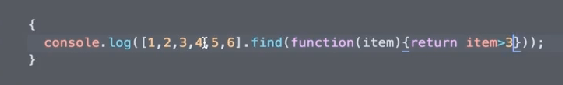 {
console.log([1,2,3,4,5,6].find(function(item){return item>3}));
}